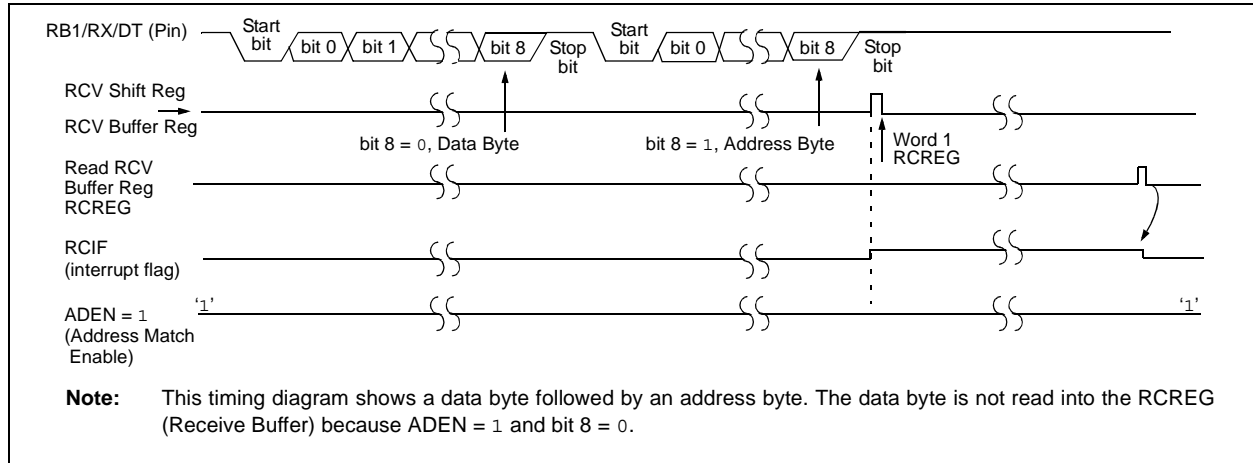 RB1/RX/DT (Pin)
Start
bit
bit 0
bit 1
bit 8
Stop
bit
Start
bit
bit 0
bit 8
Stop
bit
RCV Shift Reg
RCV Buffer Reg
bit 8 = 0, Data Byte
bit 8 = 1, Address Byte
Word 1
RCREG
Read RCV
Buffer Reg
RCREG
RCIF
(interrupt flag)
ADEN = 1
(Address Match
Enable)
‘1’
‘1’
Note: This timing diagram shows a data byte followed by an address byte. The data byte is not read into the RCREG
(Receive Buffer) because ADEN = 1 and bit 8 = 0.